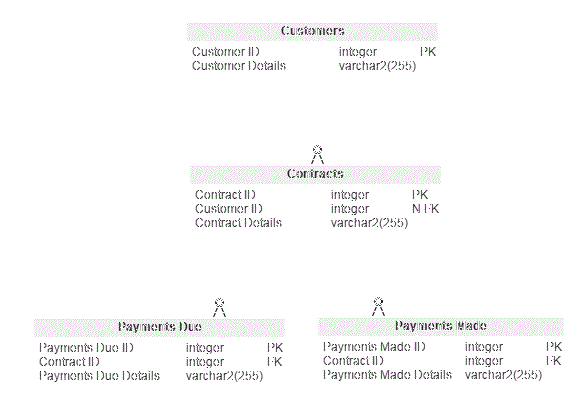 Customers
Customer ID integer PK
Customer Details varchar2(255)
Contracts
Contract ID integer PK
Customer ID integer N FK
Contract Details varchar2(255)
Payments Due
Payments Due ID integer PK
Contract ID integer FK
Payments Due Details varchar2(255)
Payments Made
Payments Made ID integer PK
Contract ID integer FK
Payments Made Details varchar2(255)